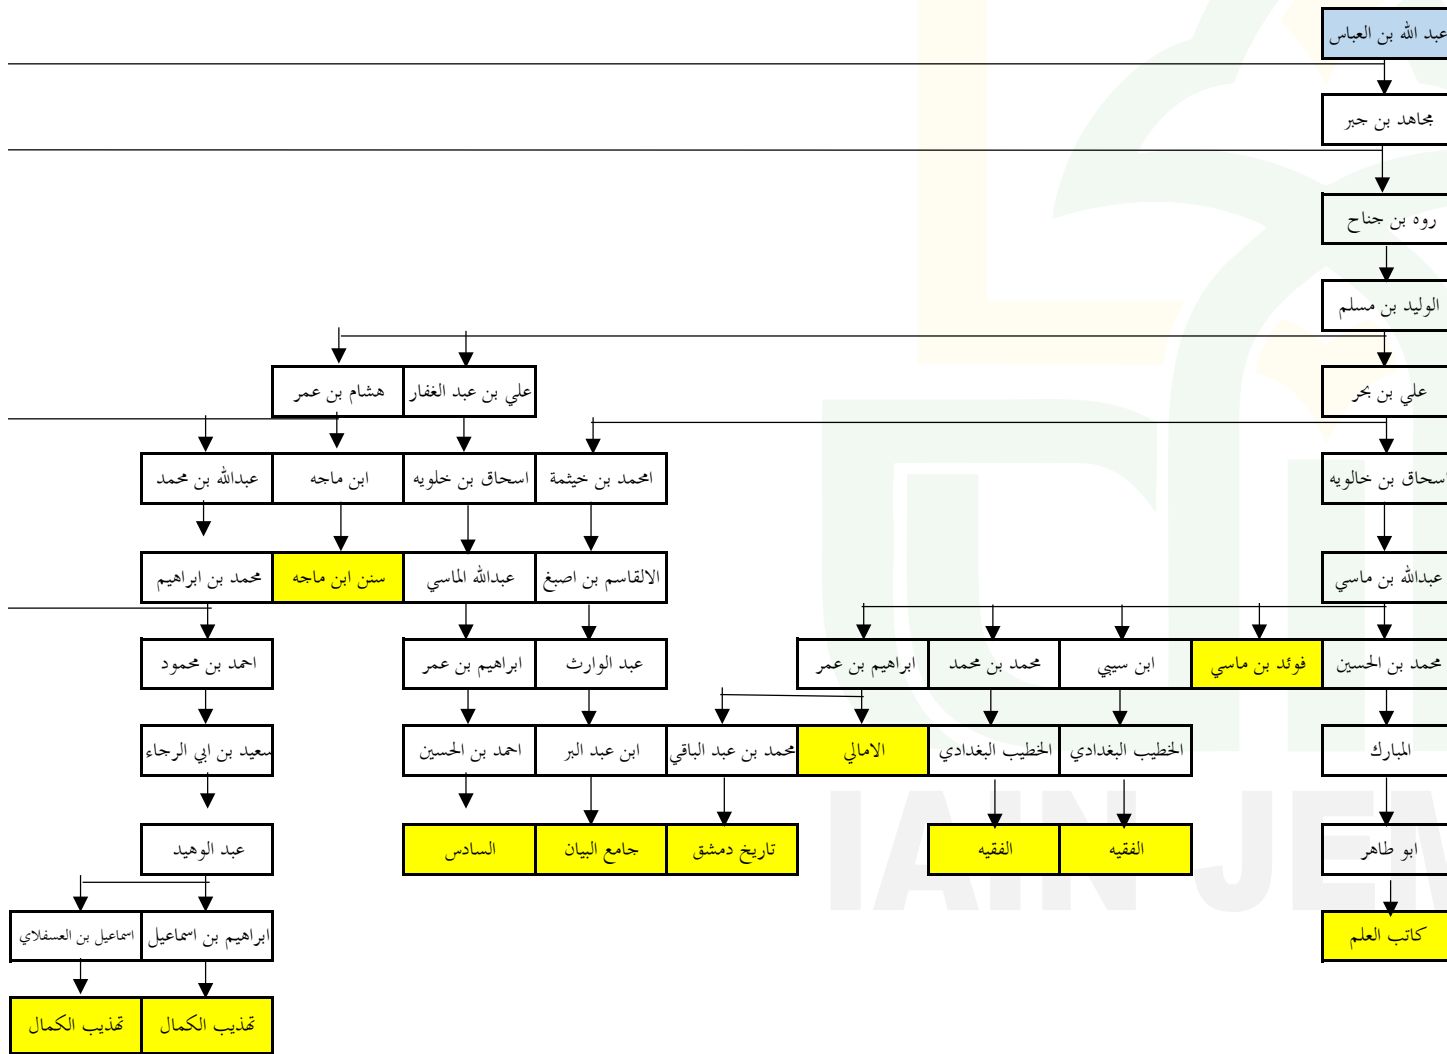 عبد الله بن العباس
مجاهد بن جبر
روه بن جناح
الوليد بن مسلم
علي بن بحر
علي بن عبد الغفار
هشام بن عمر
اسحاق بن خالويه
امحمد بن خيثمة
اسحاق بن خلويه
ابن ماجه
عبدالله بن محمد
عبدالله بن ماسي
الالقاسم بن اصبغ
عبدالله الماسي
سنن ابن ماجه
محمد بن ابراهيم
محمد بن الحسين
فوئد بن ماسي
ابن سيبي
محمد بن محمد
ابراهيم بن عمر
عبد الوارث
ابراهيم بن عمر
احمد بن محمود
المبارك
الخطيب البغدادي
الخطيب البغدادي
الامالي
محمد بن عبد الباقي
ابن عبد البر
احمد بن الحسين
سعيد بن ابي الرجاء
ابو طاهر
الفقيه
الفقيه
تاريخ دمشق
جامع البيان
السادس
عبد الوهيد
كاتب العلم
ابراهيم بن اسماعيل
اسماعيل بن العسفلاي
تهذيب الكمال
تهذيب الكمال
IAIN JEM